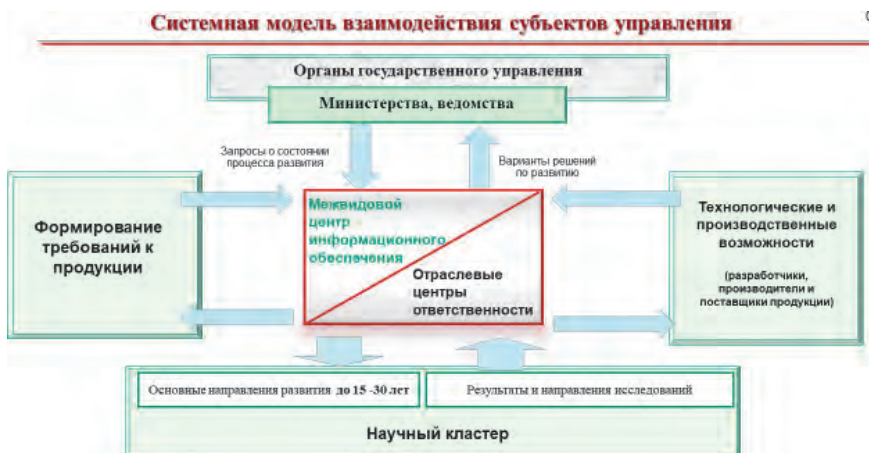 Системная модель взаимодействия субъектов управления
Органы государственного управления
Министерства, ведомства
Запросы о состоянии
процесса развития
Варианты решений
по развитию
Формирование
требований к
продукции
Межвидовой
центр
информационного
обеспечения
Отраслевые
центры
ответственности
Технологические и
производственные
возможности
(разработчики,
производители и
поставщики продукции)
Основные направления развития до 15 -30 лет
Результаты и направления исследований
Научный кластер